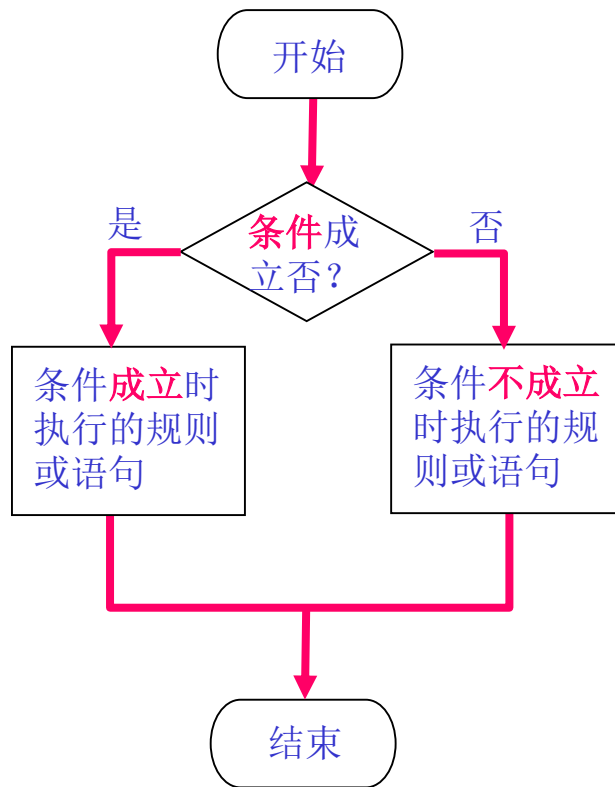 开始
条件成
立否？
是
否
条件成立时
执行的规则
或语句
条件不成立
时执行的规
则或语句
结束